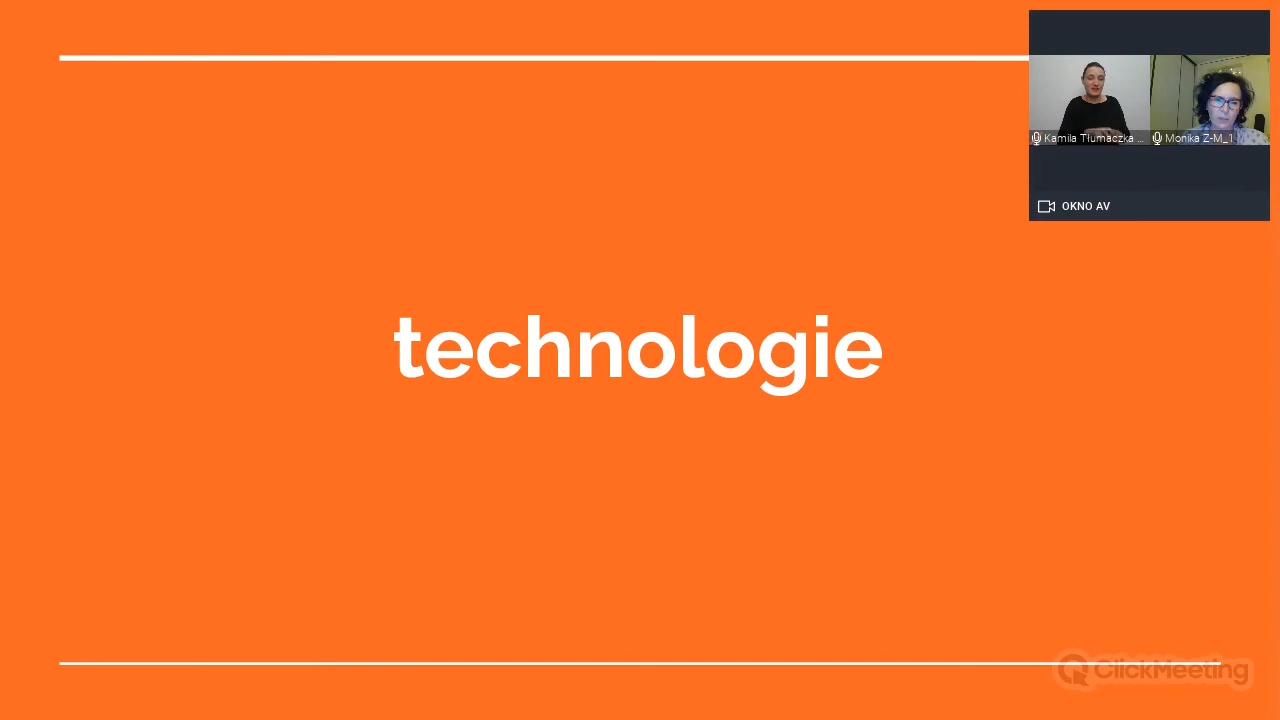 Kamila Tłumaczka ...
Monika Z-M_1
OKNO AV
technologie
ClickMeeting